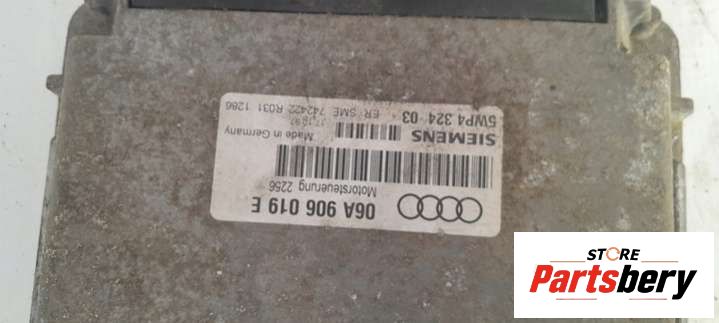 06A 906 019 E
Motorsteuerung 2256
SIEMENS
Made in Germany
5WP4 324 03
ER SME 742422 R031 1286
STORE
Partsbery